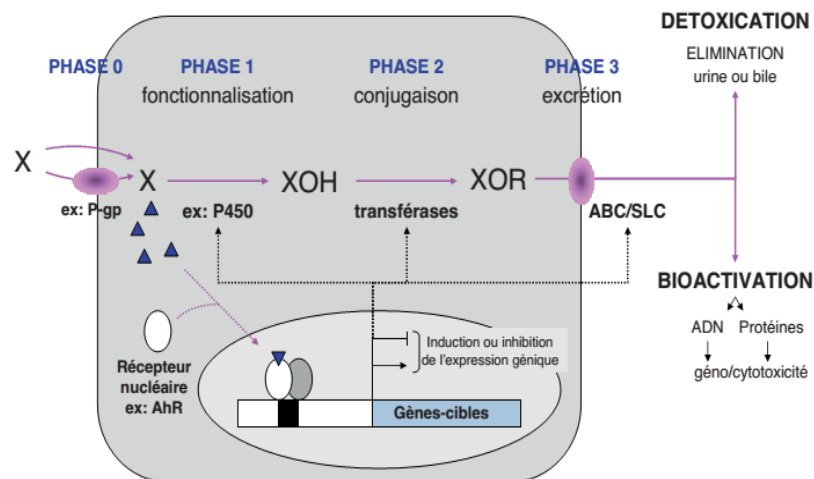 DETOXICATION
ELIMINATION
urine ou bile
PHASE 0
PHASE 1
fonctionnalisation
PHASE 2
conjugaison
PHASE 3
excrétion
X
X
XOH
XOR
ex: P-gp
ex: P450
transférases
ABC/SLC
BIOACTIVATION
ADN
Protéines
géno/cytotoxicité
Récepteur
nucléaire
ex: AhR
Induction ou inhibition
de l'expression génique
Gènes-cibles